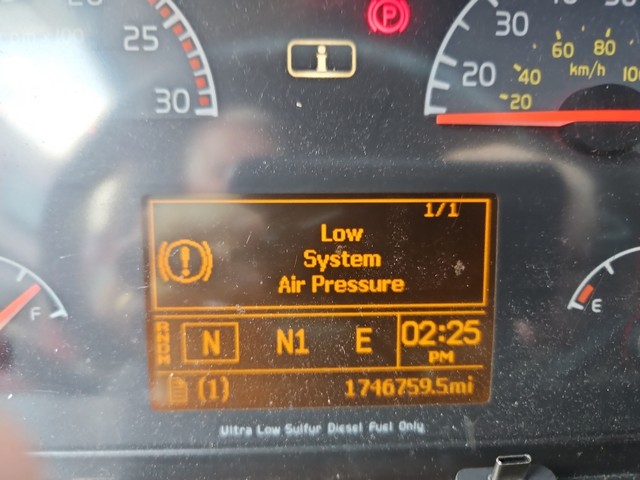 P
25
30
i
30
20
60
80
km/h
100
40
20
1/1
Low
System
Air Pressure
F
E
N
N1
E
02:25
PM
(1)
1746759.5mi
Ultra Low Sulfur Diesel Fuel Only